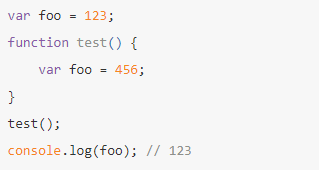 var foo = 123;
function test() {
    var foo = 456;
}
test();
console.log(foo); // 123